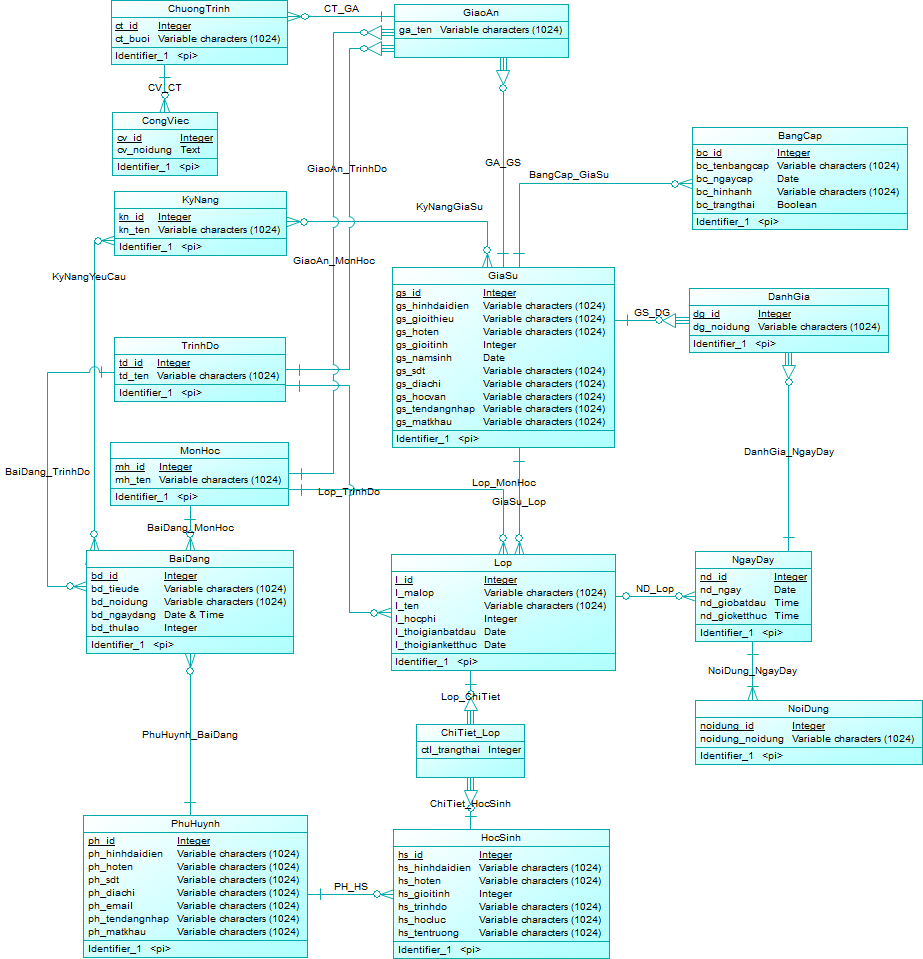 ChuongTrinh
ct_id Integer
ct_buoi Variable characters (1024)
Identifier_1 <pi>
CT_GA
GiaoAn
ga_ten Variable characters (1024)
CV_CT
CongViec
cv_id Integer
cv_noidung Text
Identifier_1 <pi>
GiaoAn_TrinhDo
GA_GS
BangCap_GiaSu
BangCap
bc_id Integer
bc_tenbangcap Variable characters (1024)
bc_ngaycap Date
bc_hinhanh Variable characters (1024)
bc_trangthai Boolean
Identifier_1 <pi>
KyNang
kn_id Integer
kn_ten Variable characters (1024)
Identifier_1 <pi>
KyNangGiaSu
KyNangYeuCau
GiaoAn_MonHoc
GiaSu
gs_id Integer
gs_hinhdaidien Variable characters (1024)
gs_gioithieu Variable characters (1024)
gs_hoten Variable characters (1024)
gs_gioitinh Integer
gs_namsinh Date
gs_sdt Variable characters (1024)
gs_diachi Variable characters (1024)
gs_hocvan Variable characters (1024)
gs_tendangnhap Variable characters (1024)
gs_matkhau Variable characters (1024)
Identifier_1 <pi>
GS_DG
DanhGia
dg_id Integer
dg_noidung Variable characters (1024)
Identifier_1 <pi>
TrinhDo
td_id Integer
td_ten Variable characters (1024)
Identifier_1 <pi>
DanhGia_NgayDay
BaiDang_TrinhDo
MonHoc
mh_id Integer
mh_ten Variable characters (1024)
Identifier_1 <pi>
Lop_TrinhDo
Lop_MonHoc
GiaSu_Lop
BaiDang_MonHoc
BaiDang
bd_id Integer
bd_tieude Variable characters (1024)
bd_noidung Variable characters (1024)
bd_ngaydang Date & Time
bd_thulao Integer
Identifier_1 <pi>
Lop
l_id Integer
l_malop Variable characters (1024)
l_ten Variable characters (1024)
l_hocphi Integer
l_thoigianbatdau Date
l_thoigianketthuc Date
Identifier_1 <pi>
ND_Lop
NgayDay
nd_id Integer
nd_ngay Date
nd_giobatdau Time
nd_gioketthuc Time
Identifier_1 <pi>
NoiDung_NgayDay
NoiDung
noidung_id Integer
noidung_noidung Variable characters (1024)
Identifier_1 <pi>
Lop_ChiTiet
ChiTiet_Lop
ctl_trangthai Integer
ChiTiet_HocSinh
PhuHuynh_BaiDang
PhuHuynh
ph_id Integer
ph_hinhdaidien Variable characters (1024)
ph_hoten Variable characters (1024)
ph_sdt Variable characters (1024)
ph_diachi Variable characters (1024)
ph_email Variable characters (1024)
ph_tendangnhap Variable characters (1024)
ph_matkhau Variable characters (1024)
Identifier_1 <pi>
PH_HS
HocSinh
hs_id Integer
hs_hinhdaidien Variable characters (1024)
hs_hoten Variable characters (1024)
hs_gioitinh Integer
hs_trinhdo Variable characters (1024)
hs_hocluc Variable characters (1024)
hs_tentruong Variable characters (1024)
Identifier_1 <pi>